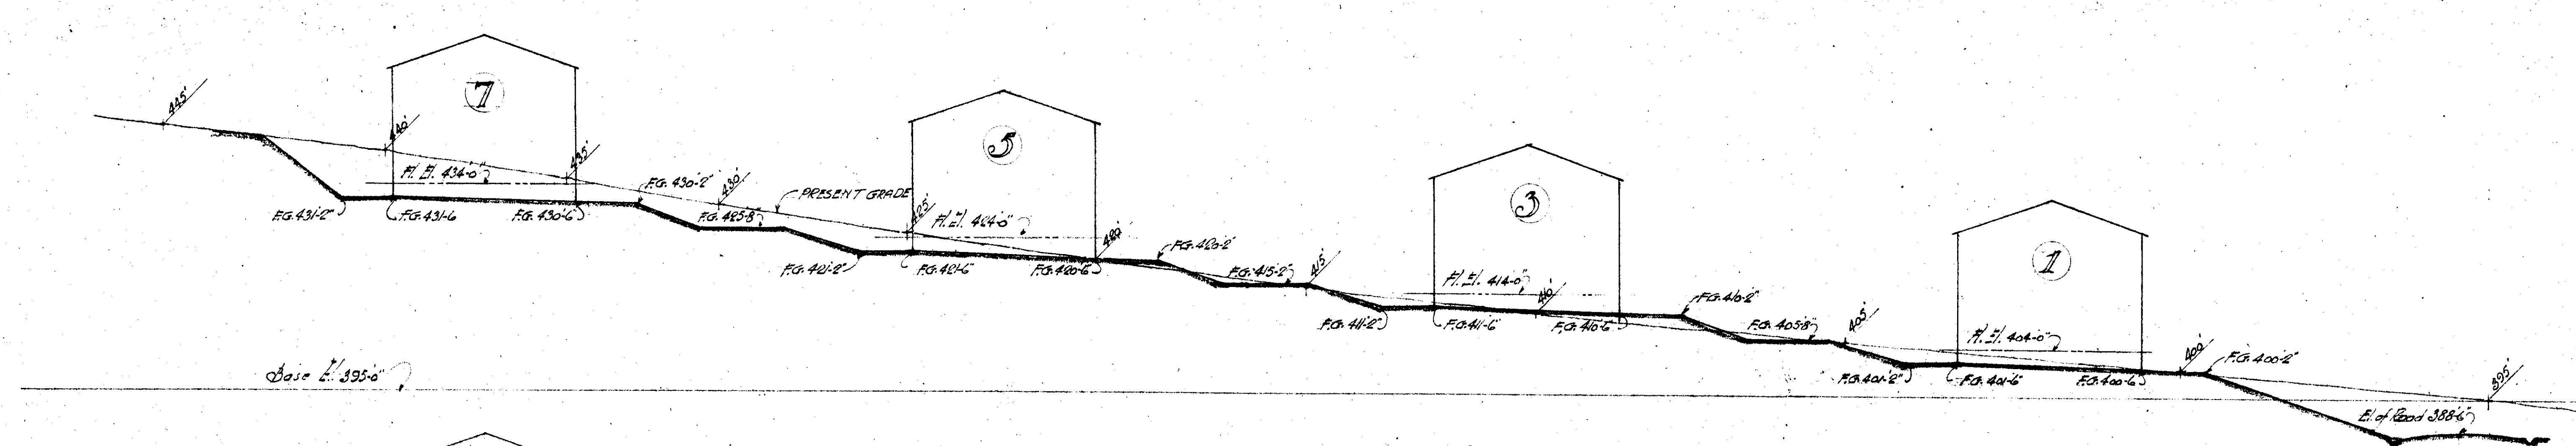 445'
7
440'
435'
Fl. El. 434-0"
F.G. 431-2"
F.G. 431-6
F.G. 430-6"
F.G. 430-2"
430'
PRESENT GRADE
F.G. 425-8"
5
425'
Fl. El. 424-0"
420'
F.G. 421-2"
F.G. 421-6"
F.G. 420-6"
F.G. 420-2"
F.G. 415-2"
415'
3
Fl. El. 414-0"
410'
F.G. 411-2"
F.G. 411-6"
F.G. 410-6"
F.G. 410-2"
F.G. 405-8"
405'
1
Fl. El. 404-0"
400'
F.G. 401-2"
F.G. 401-6"
F.G. 400-6"
F.G. 400-2"
395'
El. of Road 388-6"
Base El. 395-0"